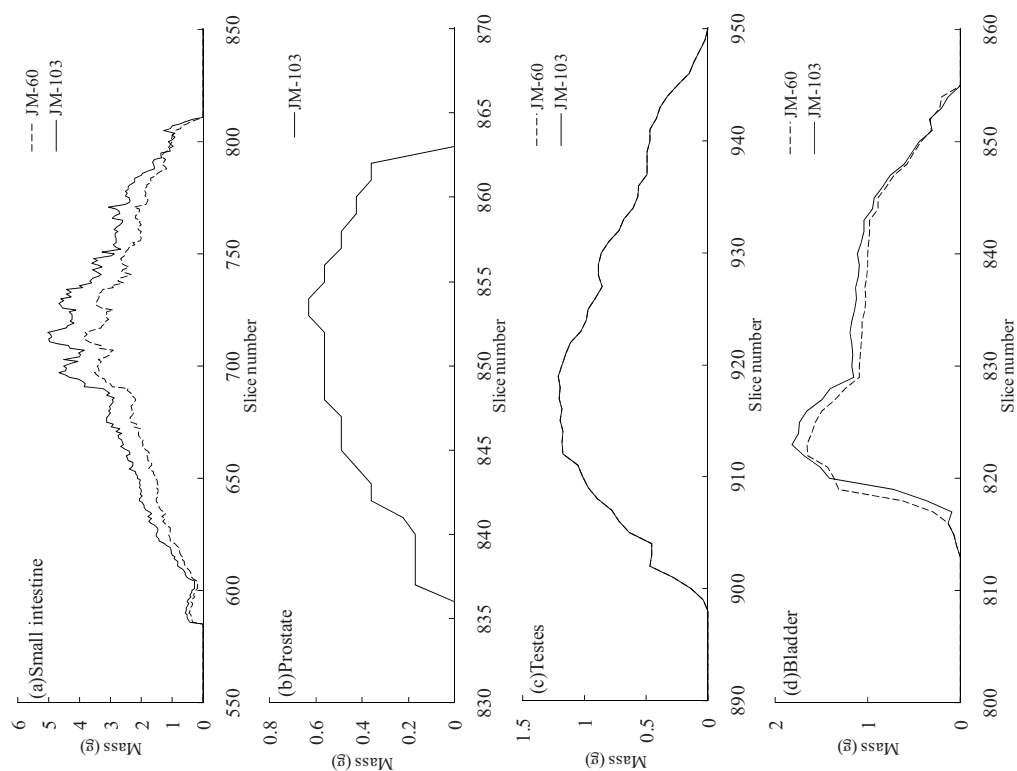 (a)Small intestine
JM-60
JM-103
Mass (g)
6
5
4
3
2
1
0
550
600
650
700
750
800
850
Slice number
(b)Prostate
JM-103
Mass (g)
0.8
0.6
0.4
0.2
0
830
835
840
845
850
855
860
865
870
Slice number
(c)Testes
JM-60
JM-103
Mass (g)
1.5
1
0.5
0
890
900
910
920
930
940
950
Slice number
(d)Bladder
JM-60
JM-103
Mass (g)
2
1
0
800
810
820
830
840
850
860